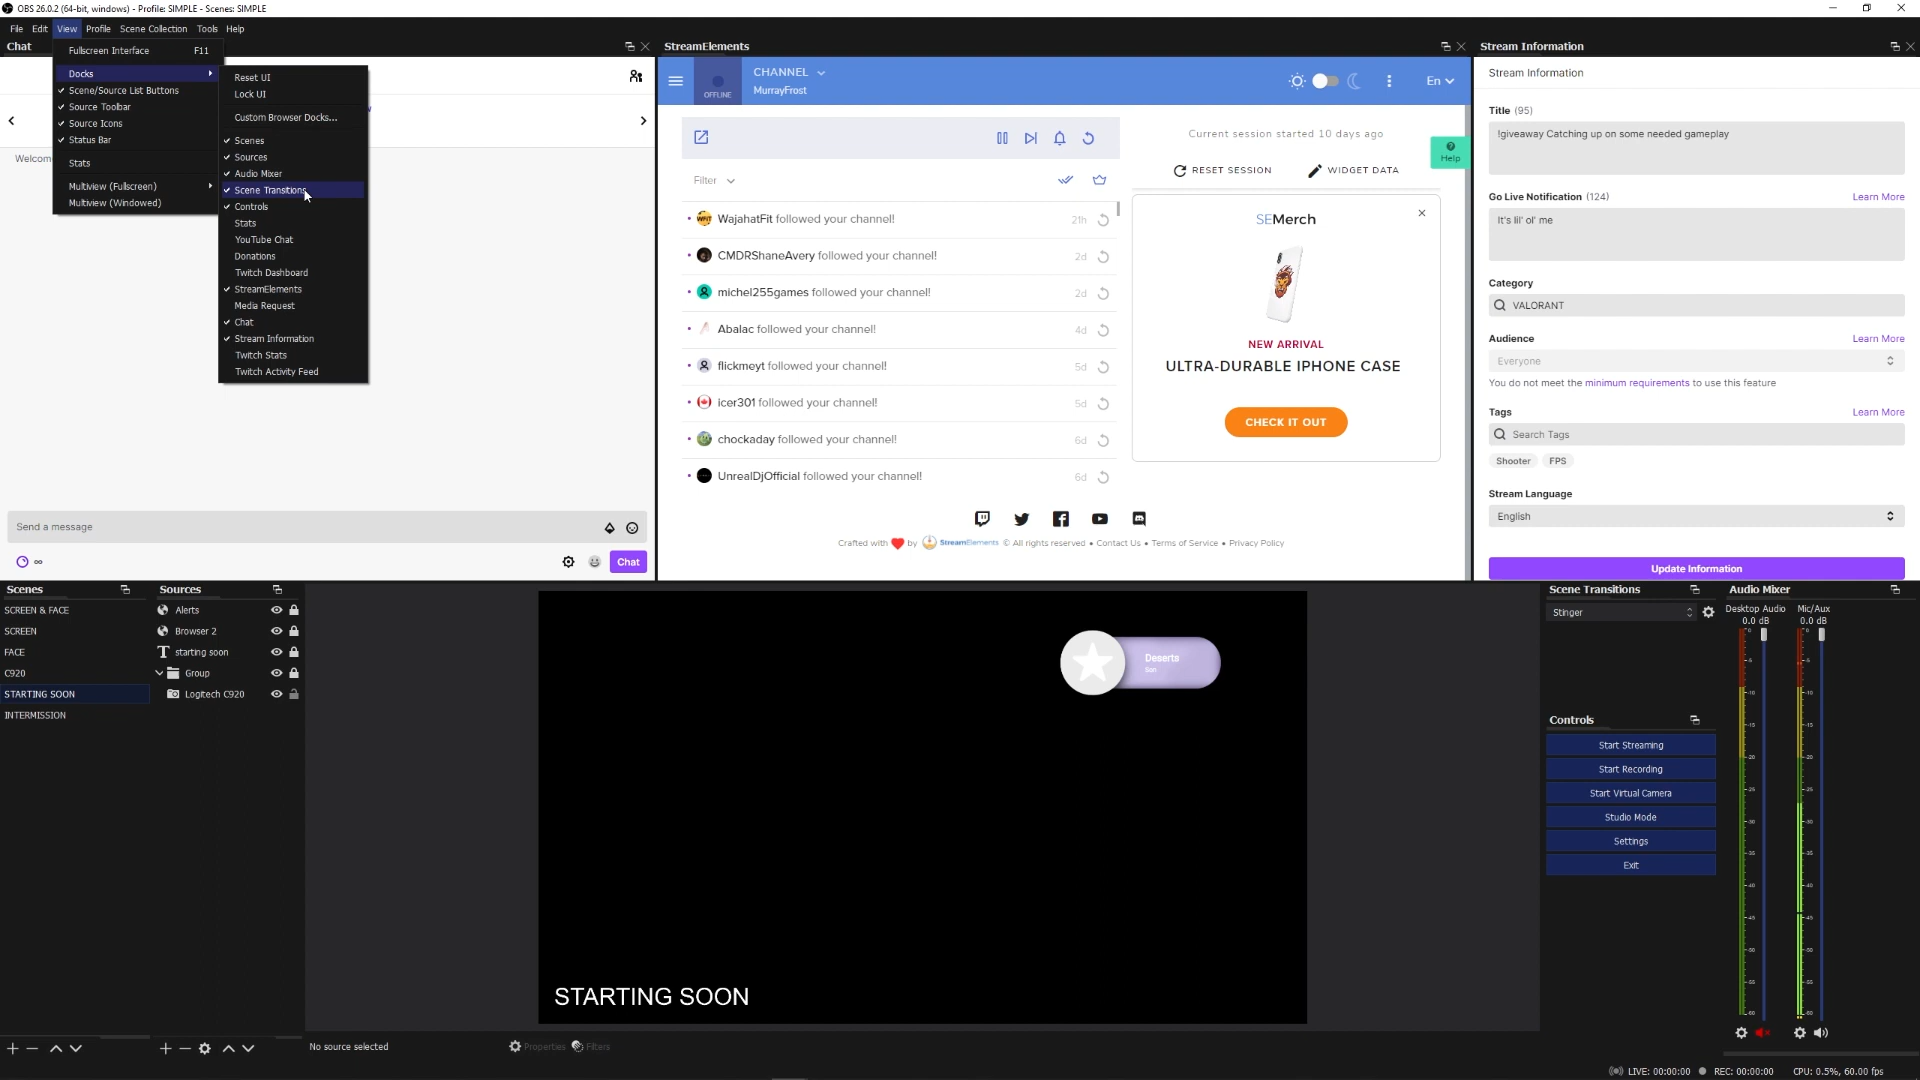 OBS 26.0.2 (64-bit, windows) - Profile: SIMPLE - Scenes: SIMPLE
File Edit View Profile Scene Collection Tools Help
Chat
Fullscreen Interface F11
Docks
Scene/Source List Buttons
Source Toolbar
Source Icons
Status Bar
Stats
Multiview (Fullscreen)
Multiview (Windowed)
Reset UI
Lock UI
Custom Browser Docks...
Scenes
Sources
Audio Mixer
Scene Transitions
Controls
Stats
YouTube Chat
Donations
Twitch Dashboard
StreamElements
Media Request
Chat
Stream Information
Twitch Stats
Twitch Activity Feed
Send a message
Chat
StreamElements
OFFLINE
CHANNEL
MurrayFrost
En
Current session started 10 days ago
Help
RESET SESSION
WIDGET DATA
Filter
WajahatFit followed your channel! 21h
CMDRShaneAvery followed your channel! 2d
michel255games followed your channel! 2d
Abalac followed your channel! 4d
flickmeyt followed your channel! 5d
icer301 followed your channel! 5d
chockaday followed your channel! 6d
UnrealDjOfficial followed your channel! 6d
SEMerch
NEW ARRIVAL
ULTRA-DURABLE IPHONE CASE
CHECK IT OUT
Crafted with ❤ by StreamElements © All rights reserved • Contact Us • Terms of Service • Privacy Policy
Stream Information
Stream Information
Title (95)
!giveaway Catching up on some needed gameplay
Go Live Notification (124) Learn More
It's lil' ol' me
Category
VALORANT
Audience Learn More
Everyone
You do not meet the minimum requirements to use this feature
Tags Learn More
Search Tags
Shooter FPS
Stream Language
English
Update Information
Scenes
SCREEN & FACE
SCREEN
FACE
C920
STARTING SOON
INTERMISSION
Sources
Alerts
Browser 2
starting soon
Group
Logitech C920
Deserts
STARTING SOON
No source selected
Properties
Filters
Scene Transitions
Stinger
Controls
Start Streaming
Start Recording
Start Virtual Camera
Studio Mode
Settings
Exit
Audio Mixer
Desktop Audio Mic/Aux
0.0 dB 0.0 dB
LIVE: 00:00:00 REC: 00:00:00 CPU: 0.5%, 60.00 fps